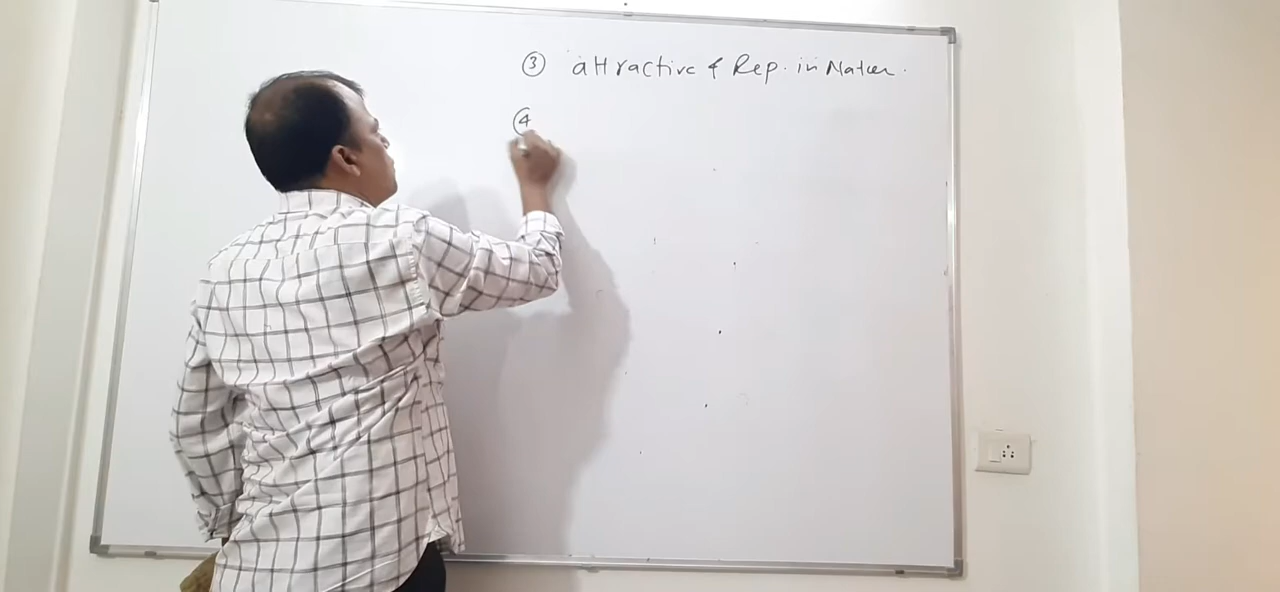 ③ attractive & Rep. in Nature.
④